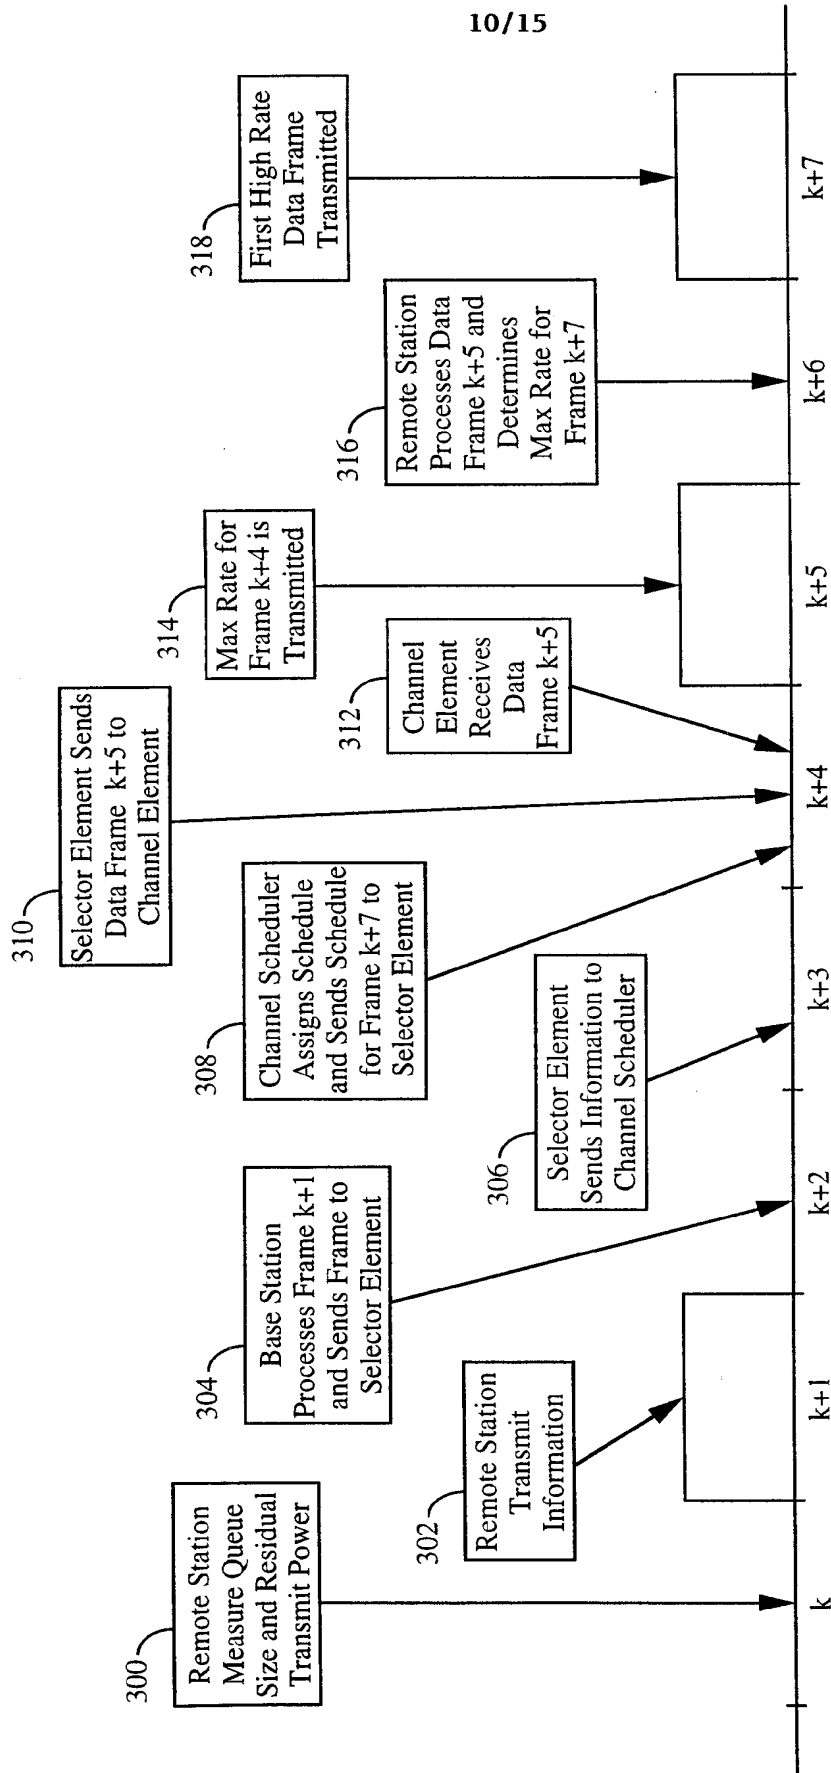 10/15
300
Remote Station
Measure Queue
Size and Residual
Transmit Power
302
Remote Station
Transmit
Information
304
Base Station
Processes Frame k+1
and Sends Frame to
Selector Element
306
Selector Element
Sends Information to
Channel Scheduler
308
Channel Scheduler
Assigns Schedule
and Sends Schedule
for Frame k+7 to
Selector Element
310
Selector Element Sends
Data Frame k+5 to
Channel Element
312
Channel
Element
Receives
Data
Frame k+5
314
Max Rate for
Frame k+4 is
Transmitted
316
Remote Station
Processes Data
Frame k+5 and
Determines
Max Rate for
Frame k+7
318
First High Rate
Data Frame
Transmitted
k
k+1
k+2
k+3
k+4
k+5
k+6
k+7